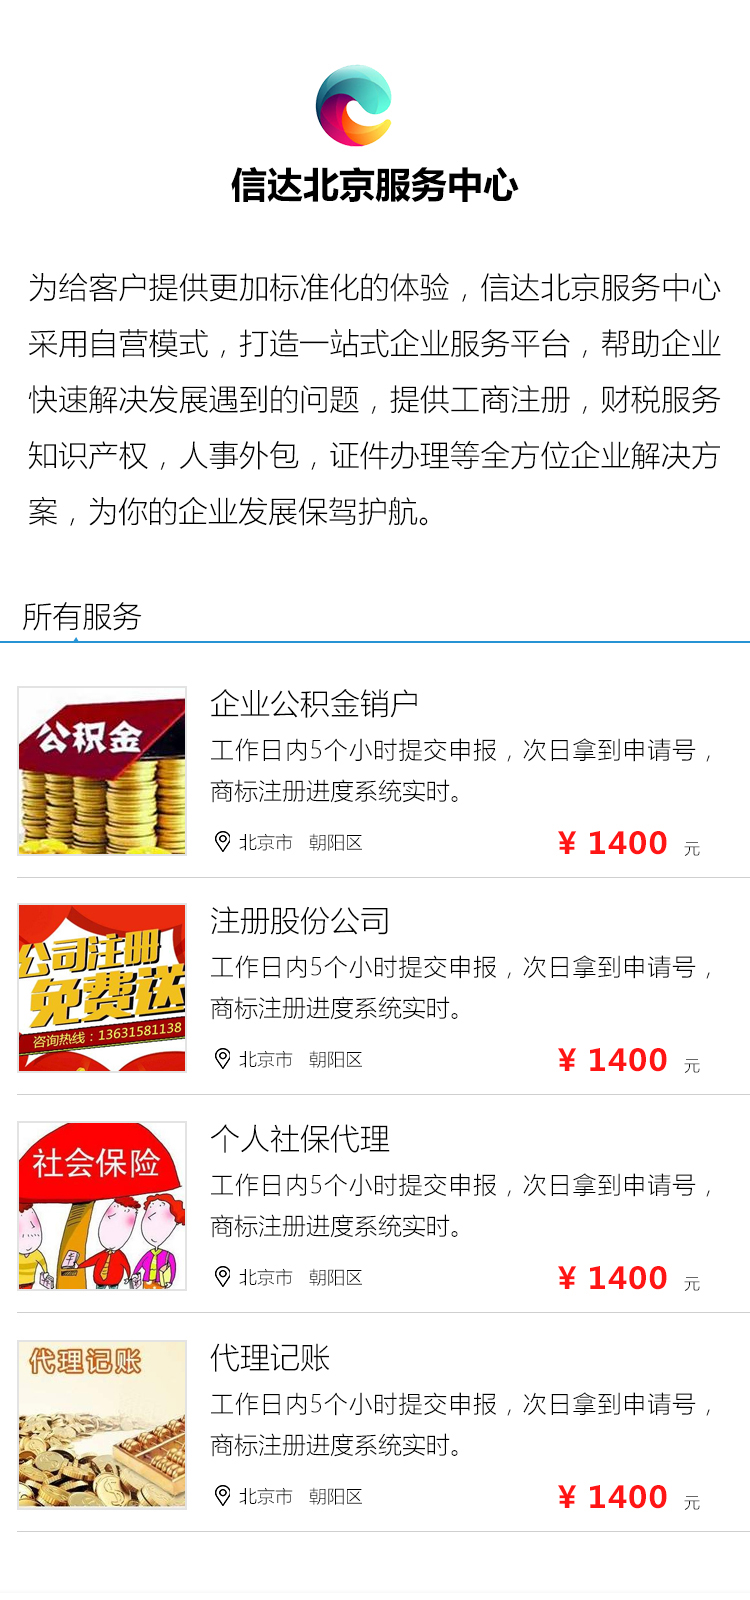 信达北京服务中心
为给客户提供更加标准化的体验，信达北京服务中心
采用自营模式，打造一站式企业服务平台，帮助企业
快速解决发展遇到的问题，提供工商注册，财税服务
知识产权，人事外包，证件办理等全方位企业解决方
案，为你的企业发展保驾护航。
所有服务
公积金
企业公积金销户
工作日内5个小时提交申报，次日拿到申请号，
商标注册进度系统实时。
北京市 朝阳区
¥ 1400 元
公司注册
免费送
咨询热线：13631581138
注册股份公司
工作日内5个小时提交申报，次日拿到申请号，
商标注册进度系统实时。
北京市 朝阳区
¥ 1400 元
社会保险
个人社保代理
工作日内5个小时提交申报，次日拿到申请号，
商标注册进度系统实时。
北京市 朝阳区
¥ 1400 元
代理记账
代理记账
工作日内5个小时提交申报，次日拿到申请号，
商标注册进度系统实时。
北京市 朝阳区
¥ 1400 元